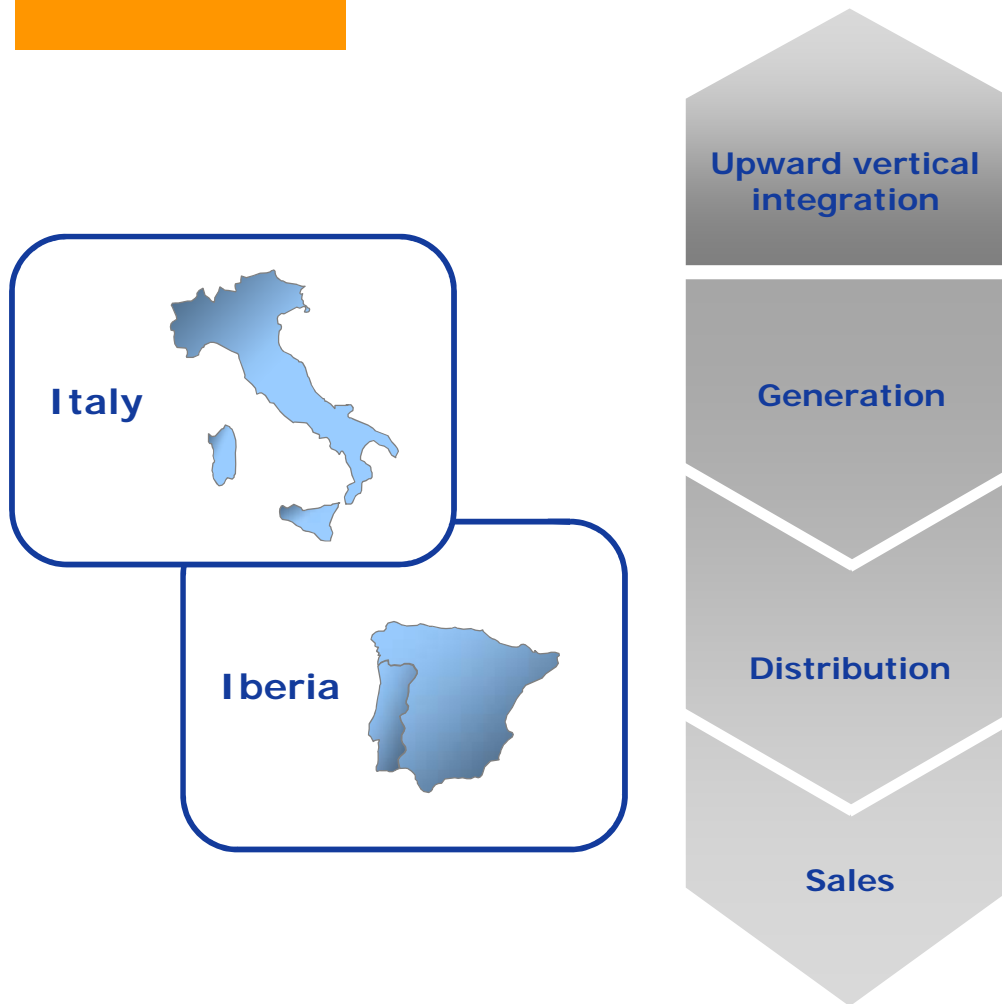 Italy
Iberia
Upward vertical
integration
Generation
Distribution
Sales